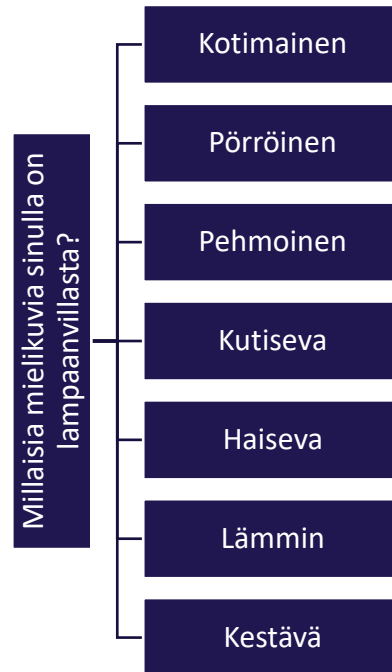 Millaisia mielikuvia sinulla on
lampaanvillasta?
Kotimainen
Pörröinen
Pehmoinen
Kutiseva
Haiseva
Lämmin
Kestävä